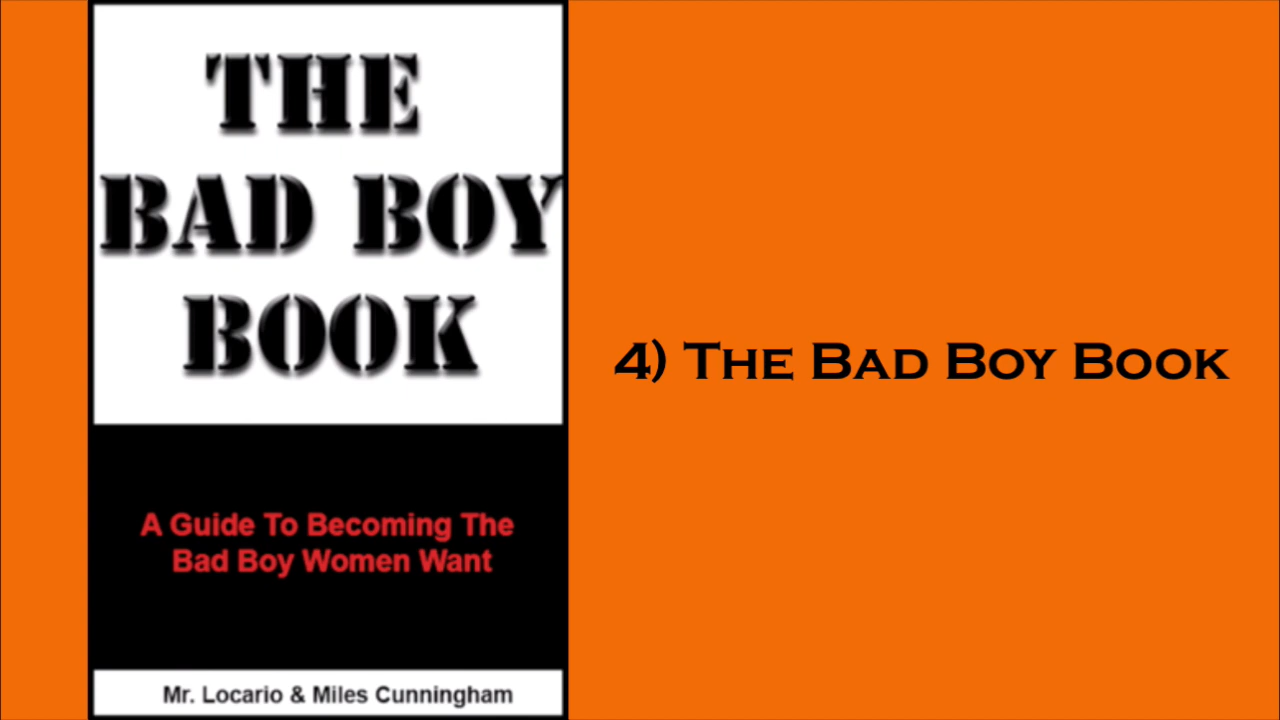 THE
BAD BOY
BOOK
A Guide To Becoming The
Bad Boy Women Want
Mr. Locario & Miles Cunningham
4) The Bad Boy Book